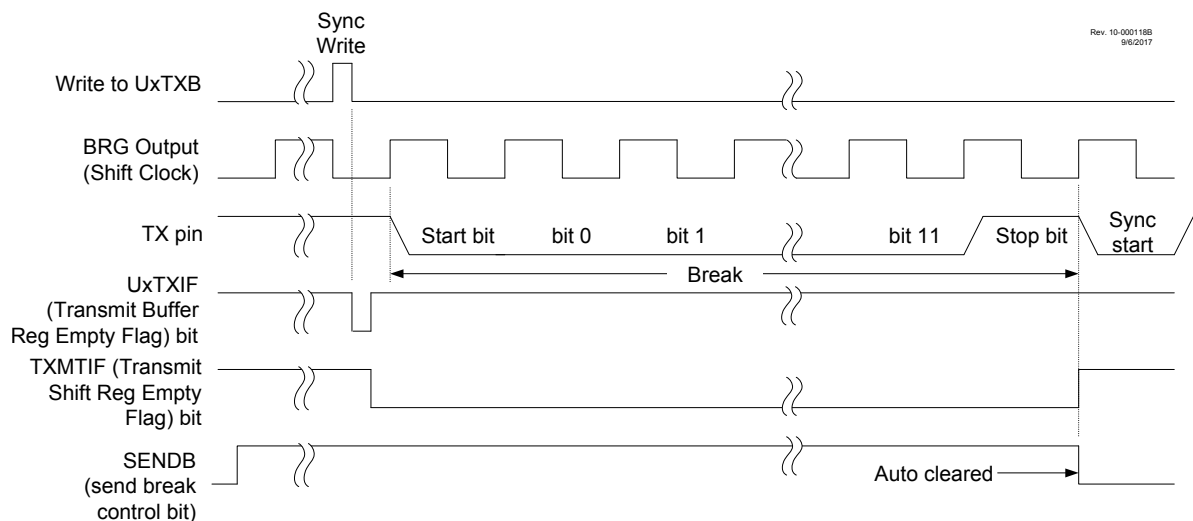 Sync
Write
Rev. 10-000118B
9/6/2017
Write to UxTXB
BRG Output
(Shift Clock)
TX pin
Start bit
bit 0
bit 1
bit 11
Stop bit
Sync
start
Break
UxTXIF
(Transmit Buffer
Reg Empty Flag) bit
TXMTIF (Transmit
Shift Reg Empty
Flag) bit
SENDB
(send break
control bit)
Auto cleared